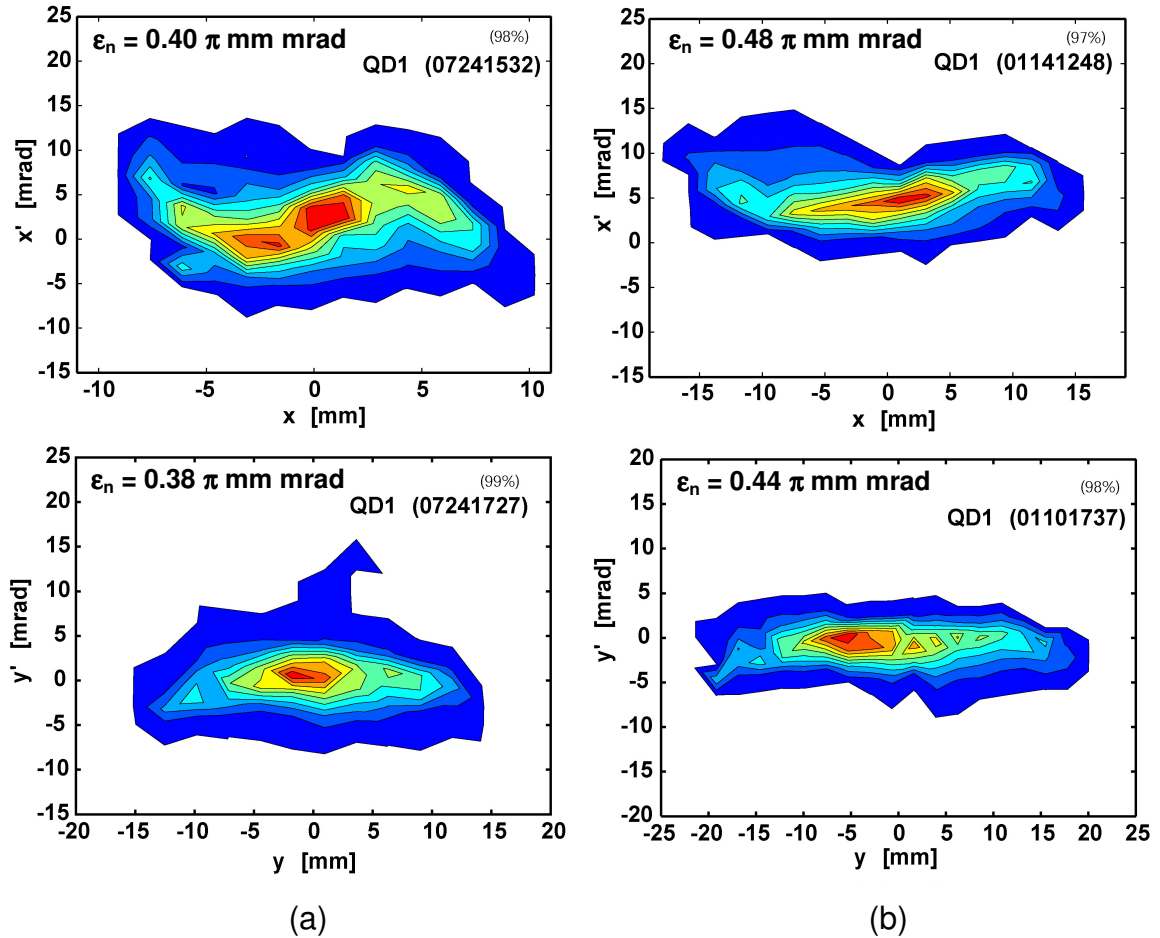 εn = 0.40 π mm mrad
(98%)
QD1 (07241532)
25
20
15
10
5
0
-5
-10
-15
x' [mrad]
-10 -5 0 5 10
x [mm]
εn = 0.48 π mm mrad
(97%)
QD1 (01141248)
25
20
15
10
5
0
-5
-10
-15
x' [mrad]
-15 -10 -5 0 5 10 15
x [mm]
εn = 0.38 π mm mrad
(99%)
QD1 (07241727)
25
20
15
10
5
0
-5
-10
-15
y' [mrad]
-20 -15 -10 -5 0 5 10 15 20
y [mm]
(a)
εn = 0.44 π mm mrad
(98%)
QD1 (01101737)
20
15
10
5
0
-5
-10
-15
-20
y' [mrad]
-25 -20 -15 -10 -5 0 5 10 15 20 25
y [mm]
(b)